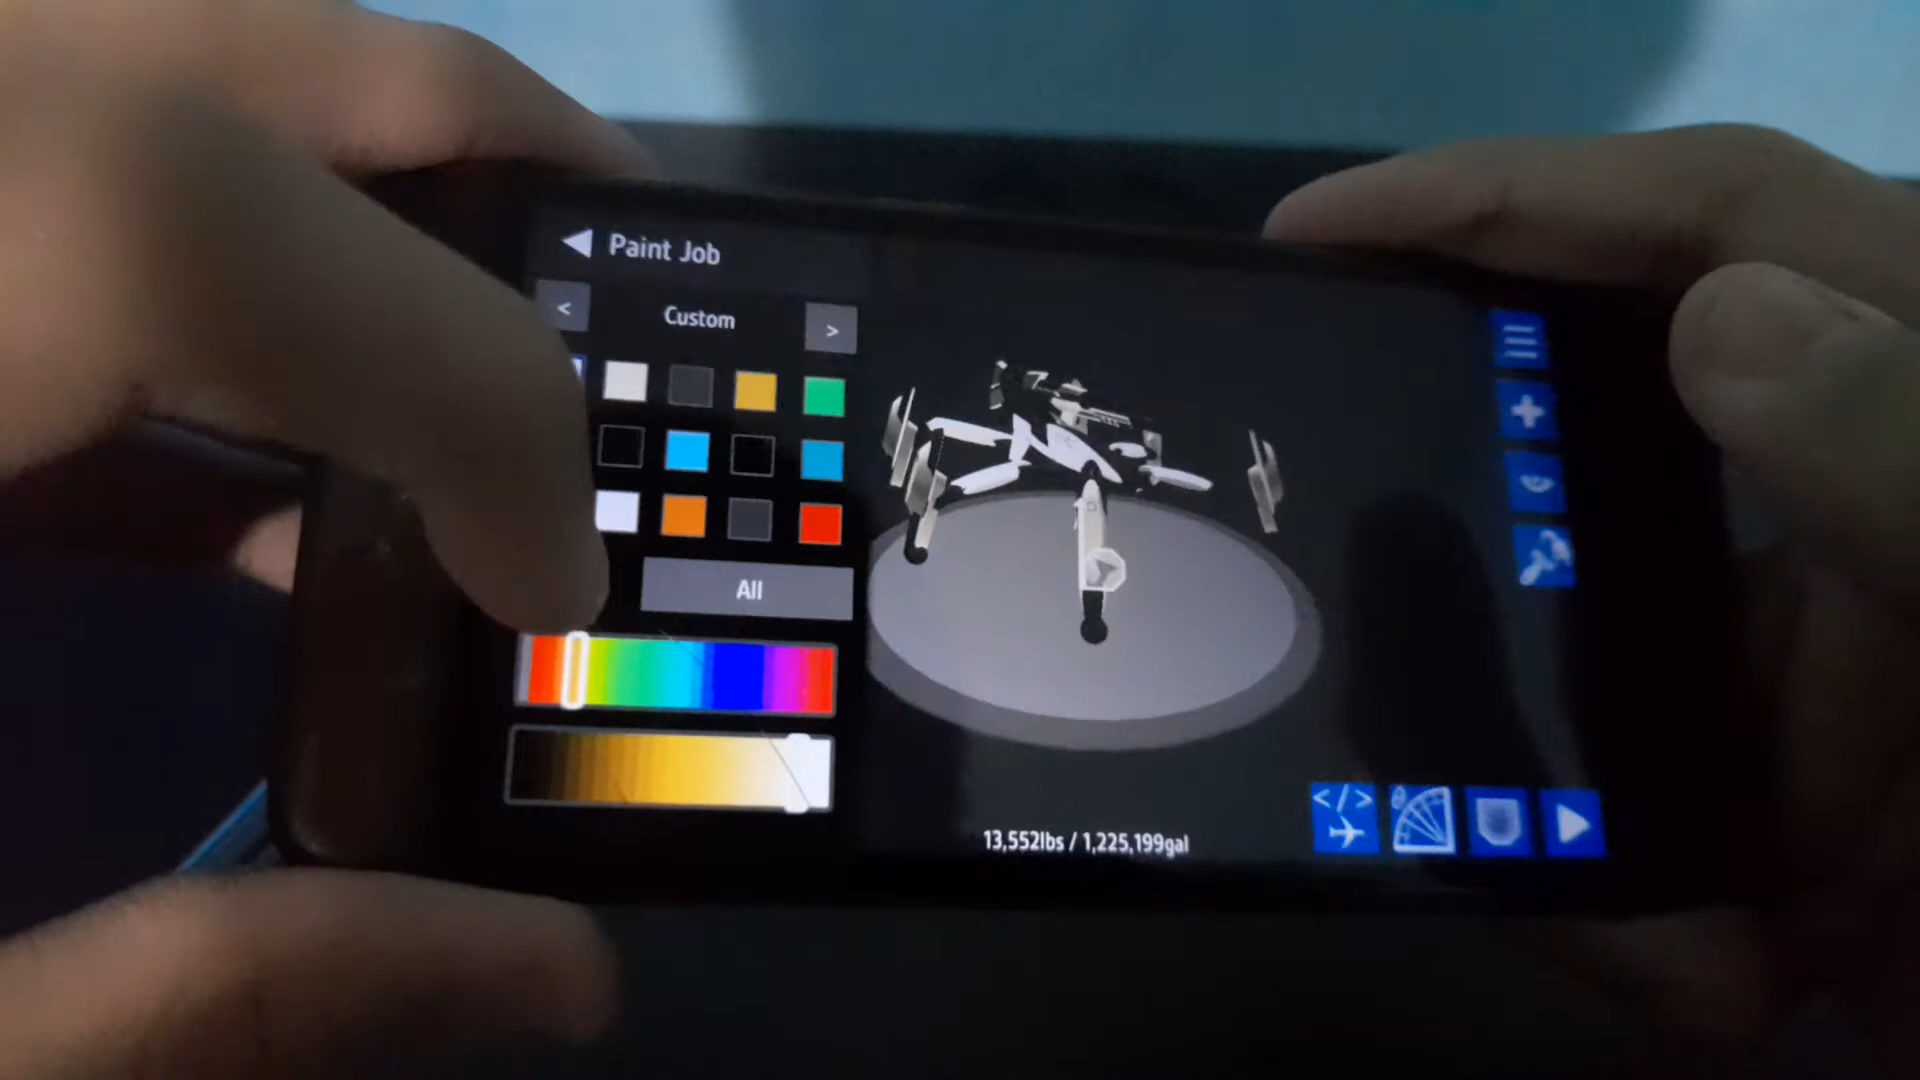 Paint Job
<
Custom
>
All
13,552lbs / 1,225,199gal
</>